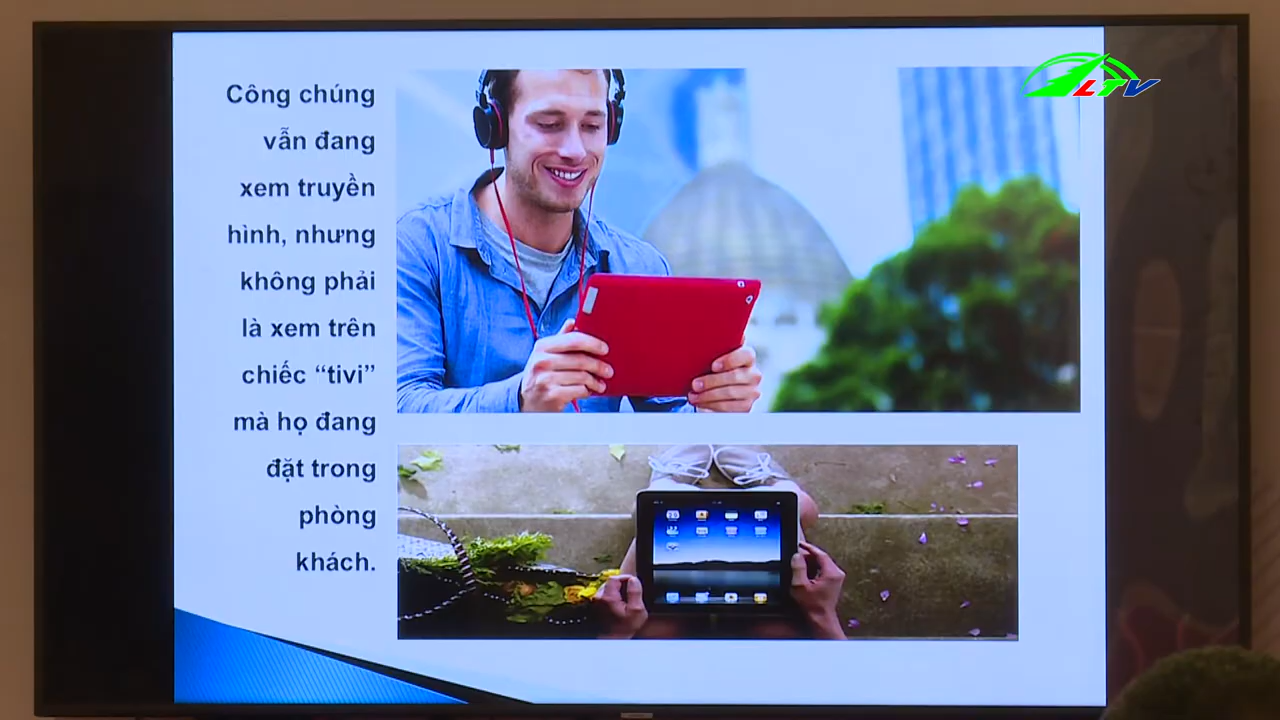 Công chúng
vẫn đang
xem truyền
hình, nhưng
không phải
là xem trên
chiếc “tivi”
mà họ đang
đặt trong
phòng
khách.
LTV